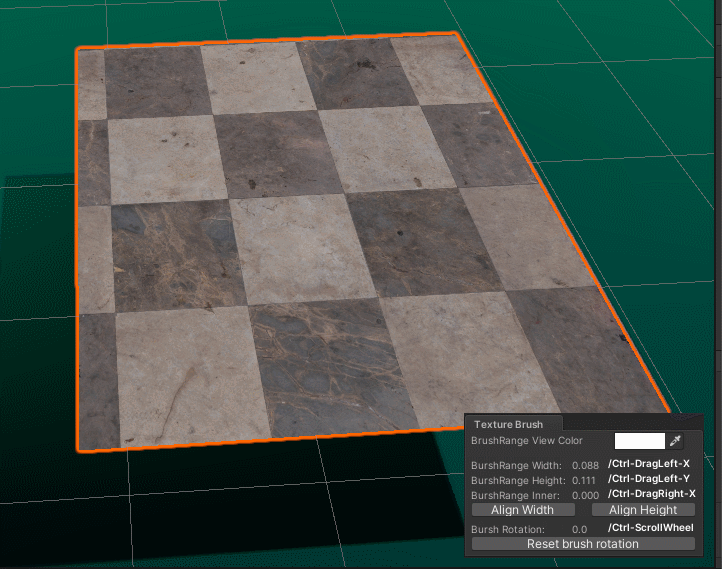 Texture Brush
BrushRange View Color
BurshRange Width: 0.088 /Ctrl-DragLeft-X
BurshRange Height: 0.111 /Ctrl-DragLeft-Y
BurshRange Inner: 0.000 /Ctrl-DragRight-X
Align Width Align Height
Bursh Rotation: 0.0 /Ctrl-ScrollWheel
Reset brush rotation